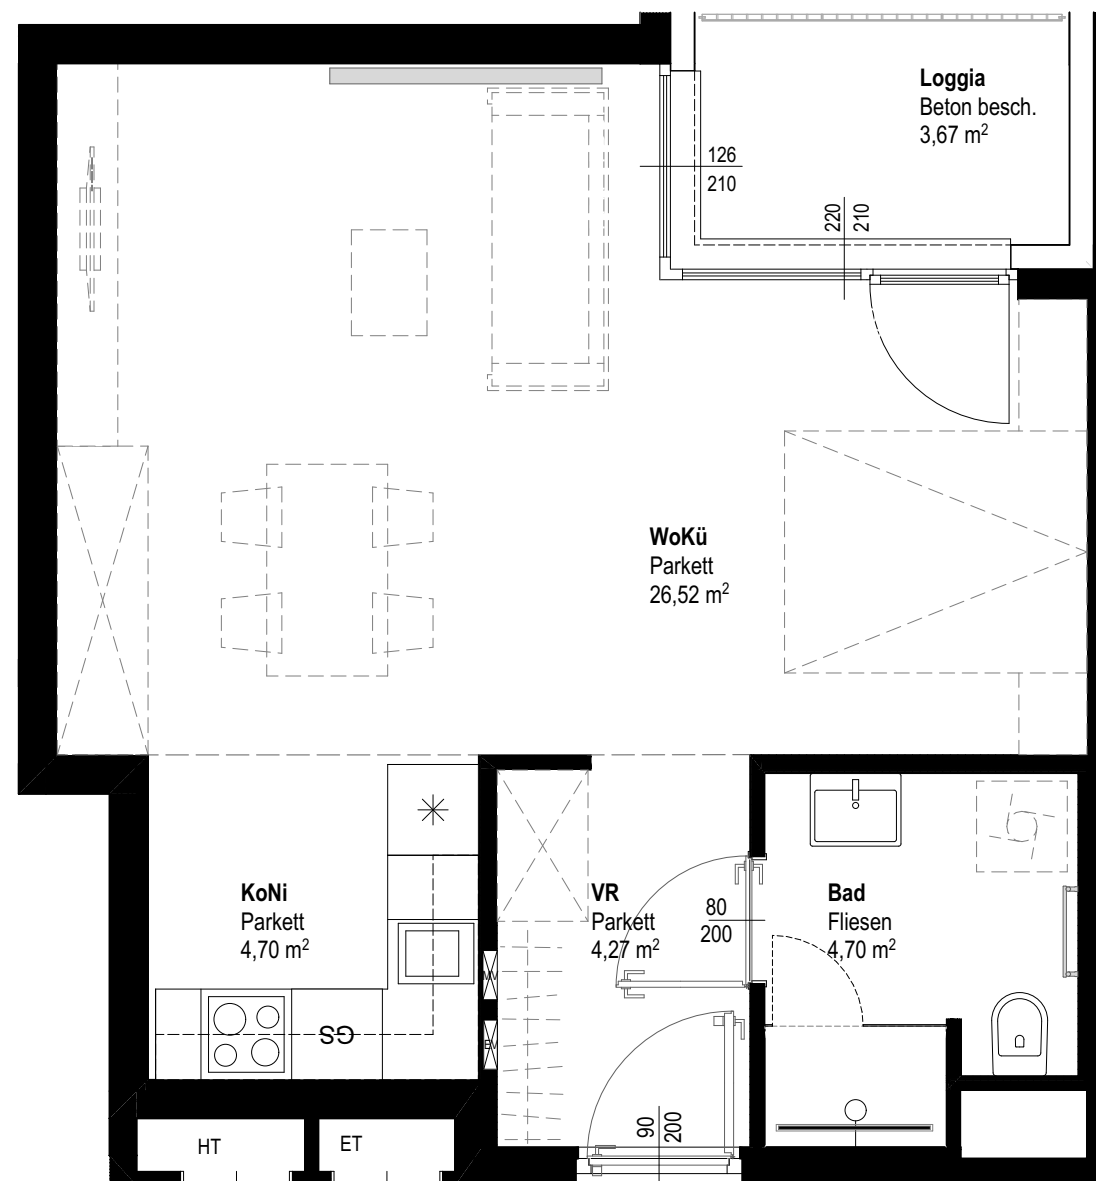 Loggia
Beton besch.
3,67 m²
126
210
220
210
WoKü
Parkett
26,52 m²
KoNi
Parkett
4,70 m²
VR
Parkett
4,27 m²
80
200
Bad
Fliesen
4,70 m²
GS
90
200
HT
ET